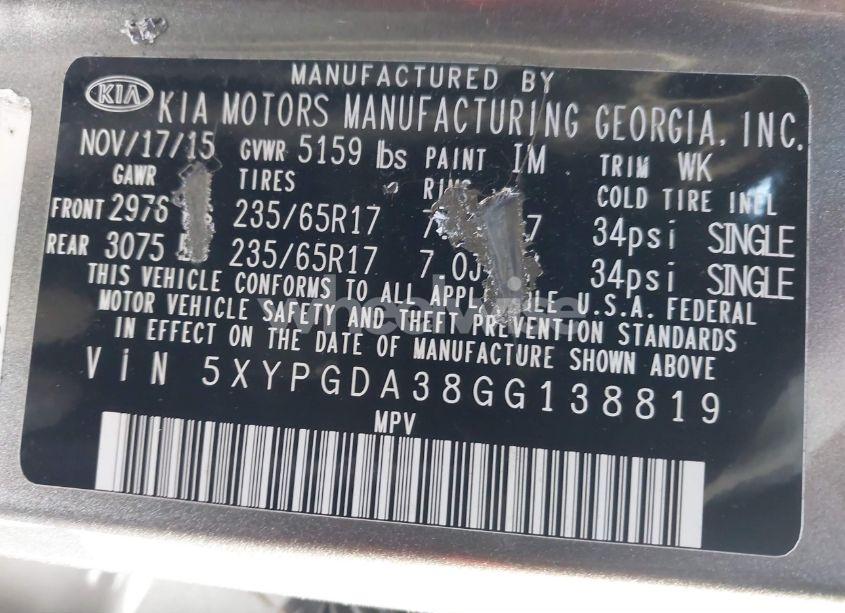 MANUFACTURED BY
KIA KIA MOTORS MANUFACTURING GEORGIA, INC.
NOV/17/15 GVWR 5159 lbs PAINT IM TRIM WK
GAWR TIRES COLD TIRE INFL
FRONT 2976 235/65R17 34psi SINGLE
REAR 3075 235/65R17 7.0J 34psi SINGLE
THIS VEHICLE CONFORMS TO ALL U.S.A. FEDERAL
MOTOR VEHICLE SAFETY AND THEFT PREVENTION STANDARDS
IN EFFECT ON THE DATE OF MANUFACTURE SHOWN ABOVE
ViN 5XYPGDA38GG138819
MPV